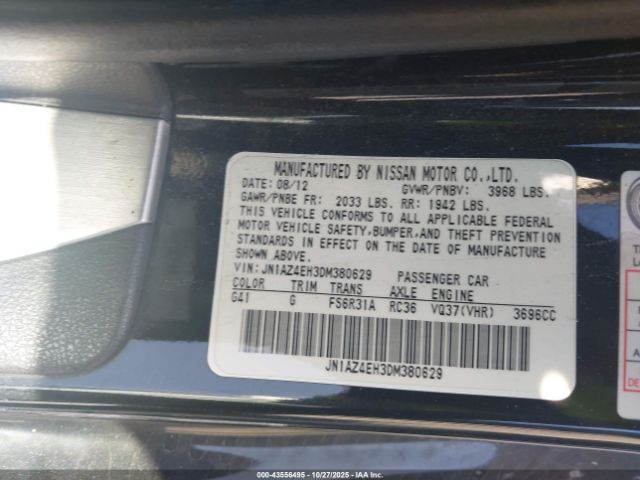 MANUFACTURED BY NISSAN MOTOR CO.,LTD.
DATE: 08/12 GVWR/PNBV: 3968 LBS.
GAWR/PNBE FR: 2033 LBS. RR: 1942 LBS.
THIS VEHICLE CONFORMS TO ALL APPLICABLE FEDERAL
MOTOR VEHICLE SAFETY,BUMPER,AND THEFT PREVENTION
STANDARDS IN EFFECT ON THE DATE OF MANUFACTURE
SHOWN ABOVE.
VIN:JN1AZ4EH3DM380629 PASSENGER CAR
COLOR TRIM TRANS AXLE ENGINE
G41 G FS6R31A RC36 VQ37(VHR) 3696CC
JN1AZ4EH3DM380629
000-43556495 - 10/27/2025 - IAAI.COM